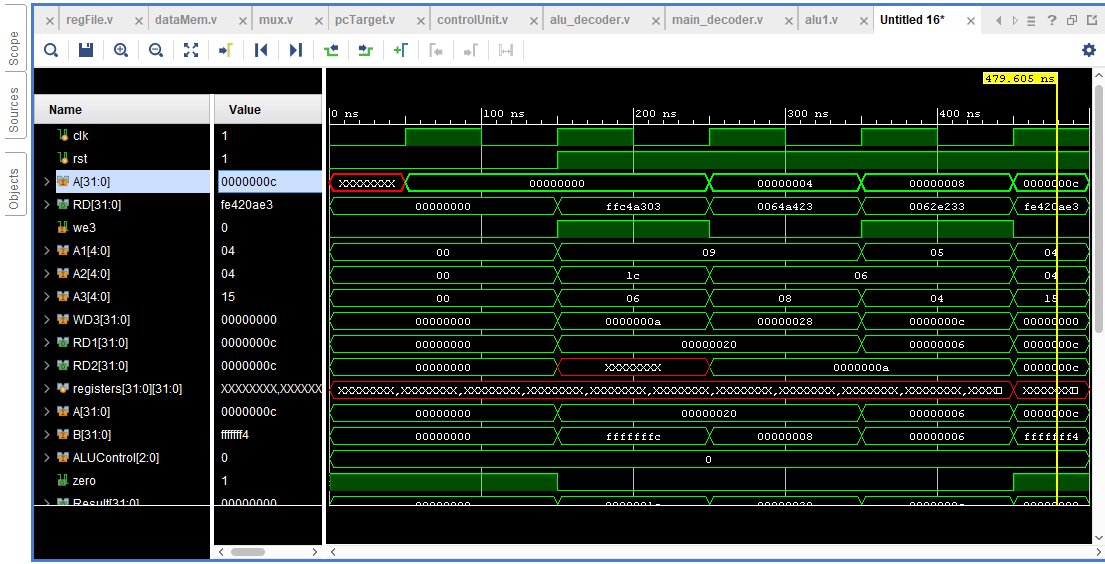 regFile.v dataMem.v mux.v pcTarget.v controlUnit.v alu_decoder.v main_decoder.v alu1.v Untitled 16*
Scope
Sources
Objects
479.605 ns
Name Value 0 ns 100 ns 200 ns 300 ns 400 ns
clk 1
rst 1
A[31:0] 0000000c XXXXXXXX 00000000 00000004 00000008 0000000c
RD[31:0] fe420ae3 00000000 ffc4a303 0064a423 0062e233 fe420ae3
we3 0
A1[4:0] 04 00 09 05 04
A2[4:0] 04 00 1c 06 04
A3[4:0] 15 00 06 08 04 15
WD3[31:0] 00000000 00000000 0000000a 00000028 0000000c 00000000
RD1[31:0] 0000000c 00000000 00000020 00000006 0000000c
RD2[31:0] 0000000c 00000000 XXXXXXXX 0000000a 0000000c
registers[31:0][31:0] XXXXXXXX,XXXXXX XXXXXXXX,XXXXXXXX,XXXXXXXX,XXXXXXXX,XXXXXXXX,XXXXXXXX,XXXXXXXX,XXX XXXXXXX
A[31:0] 0000000c 00000000 00000020 00000006 0000000c
B[31:0] fffffff4 00000000 fffffffc 00000008 00000006 fffffff4
ALUControl[2:0] 0 0
zero 1
Result[31:0] 00000000 00000000